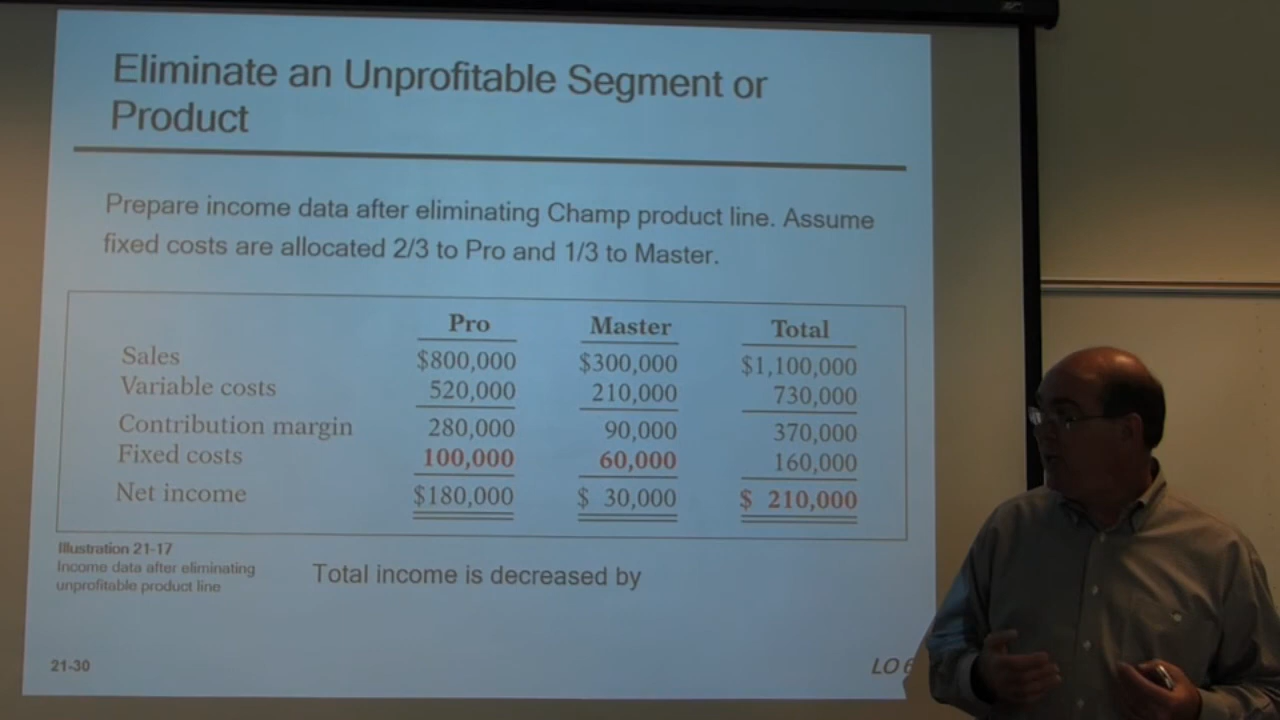 Eliminate an Unprofitable Segment or
Product
Prepare income data after eliminating Champ product line. Assume
fixed costs are allocated 2/3 to Pro and 1/3 to Master.
Pro Master Total
Sales $800,000 $300,000 $1,100,000
Variable costs 520,000 210,000 730,000
Contribution margin 280,000 90,000 370,000
Fixed costs 100,000 60,000 160,000
Net income $180,000 $ 30,000 $ 210,000
Illustration 21-17
Income data after eliminating
unprofitable product line
Total income is decreased by
21-30
LO 6